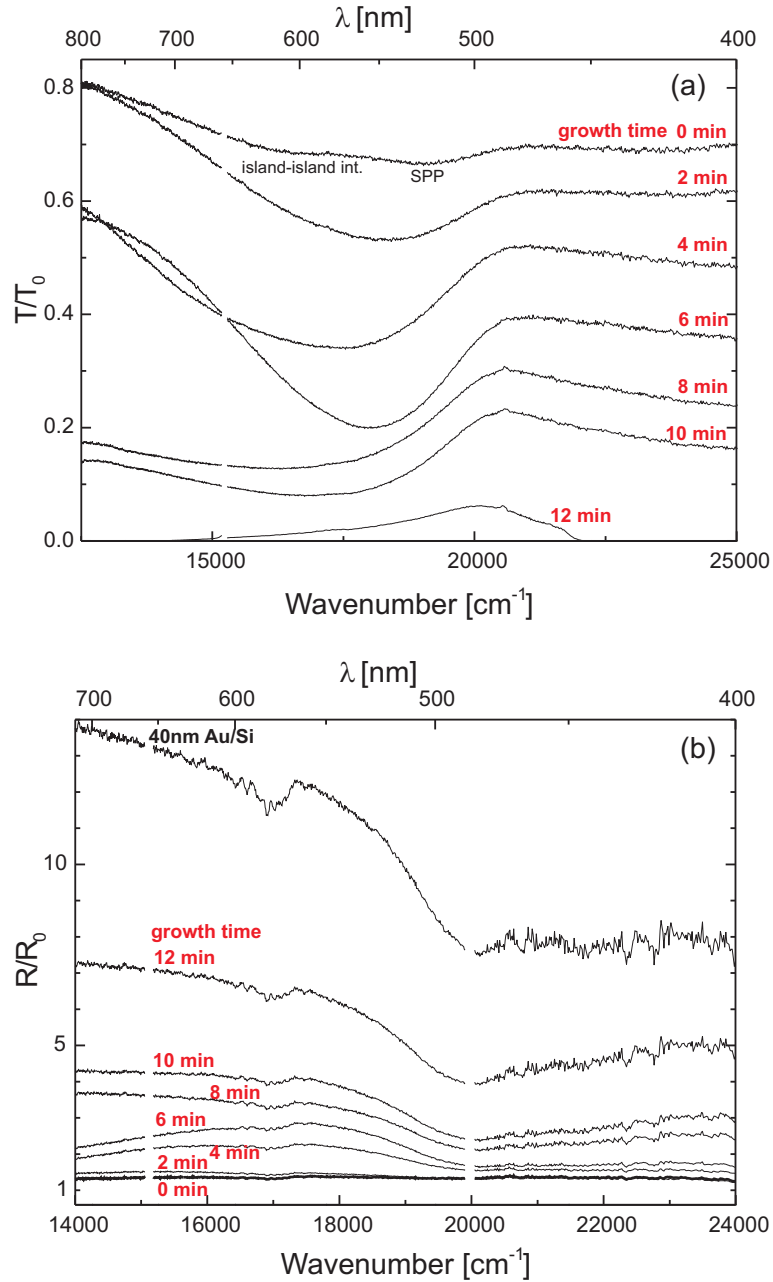 λ [nm]
800 700 600 500 400
(a)
growth time 0 min
island-island int.
SPP
2 min
4 min
6 min
8 min
10 min
12 min
0.8
0.6
0.4
0.2
0.0
T/T0
15000 20000 25000
Wavenumber [cm-1]
λ [nm]
700 600 500 400
40nm Au/Si
(b)
growth time
12 min
10 min
8 min
6 min
4 min
2 min
0 min
10
5
1
R/R0
14000 16000 18000 20000 22000 24000
Wavenumber [cm-1]